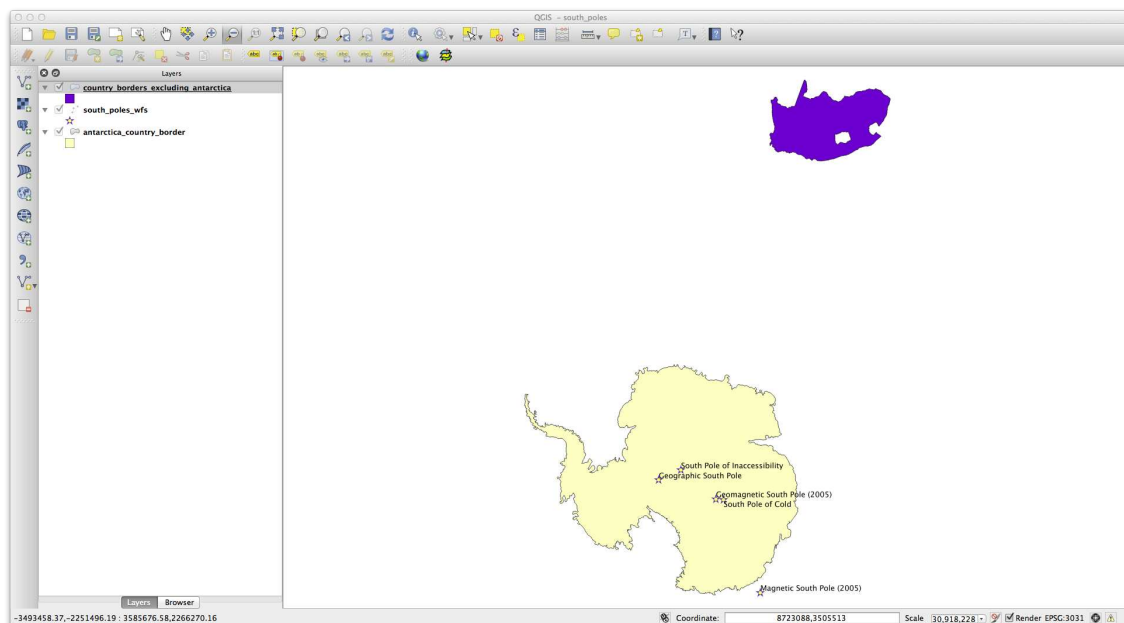 QGIS - south_poles
Layers
country_borders_excluding_antarctica
south_poles_wfs
antarctica_country_border
South Pole of Inaccessibility
Geographic South Pole
Geomagnetic South Pole (2005)
South Pole of Cold
Magnetic South Pole (2005)
Layers Browser
-3493458.37,-2251496.19 : 3585676.58,2266270.16 Coordinate: 8723088,3505513 Scale 30,918,228 Render EPSG:3031